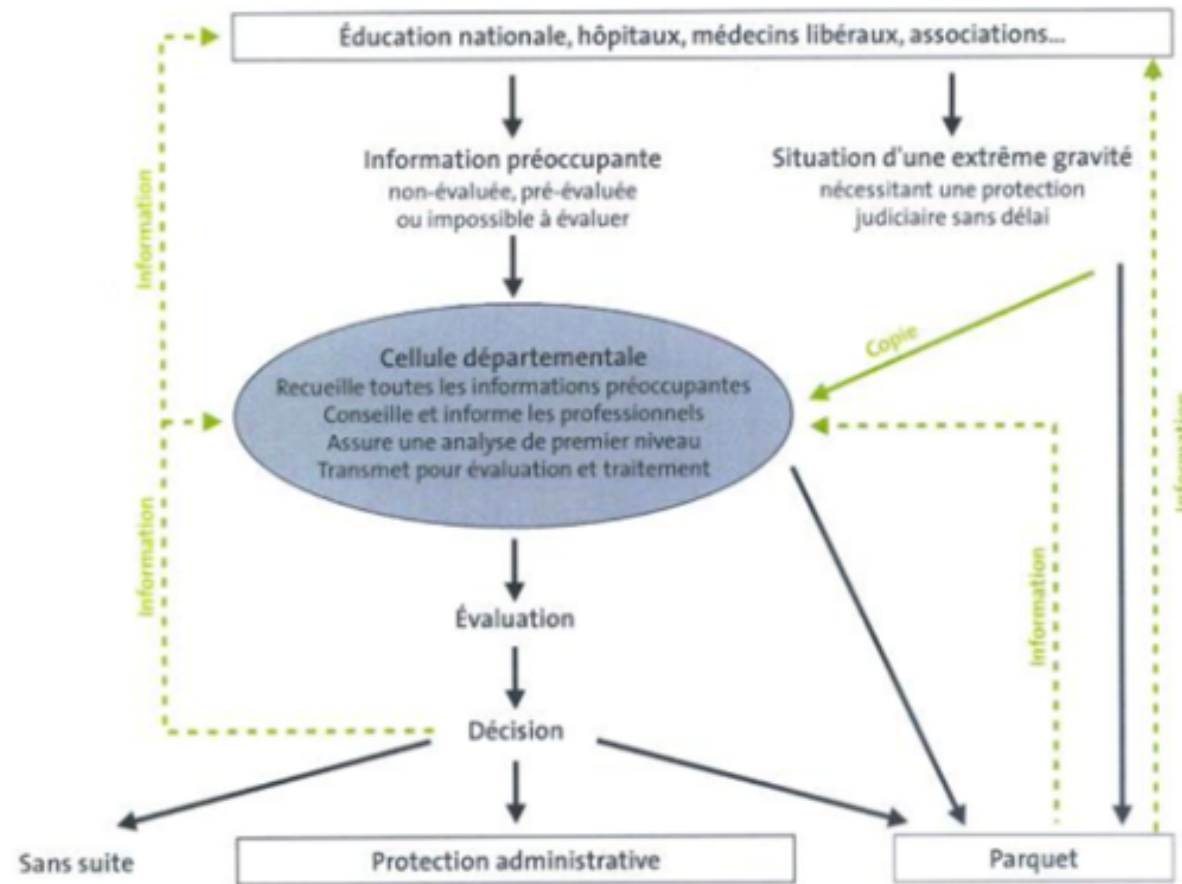 Éducation nationale, hôpitaux, médecins libéraux, associations...
Information préoccupante
non-évaluée, pré-évaluée
ou impossible à évaluer
Situation d'une extrême gravité
nécessitant une protection
judiciaire sans délai
Information
Copie
Cellule départementale
Recueille toutes les informations préoccupantes
Conseille et informe les professionnels
Assure une analyse de premier niveau
Transmet pour évaluation et traitement
Information
Information
Information
Évaluation
Décision
Sans suite
Protection administrative
Parquet